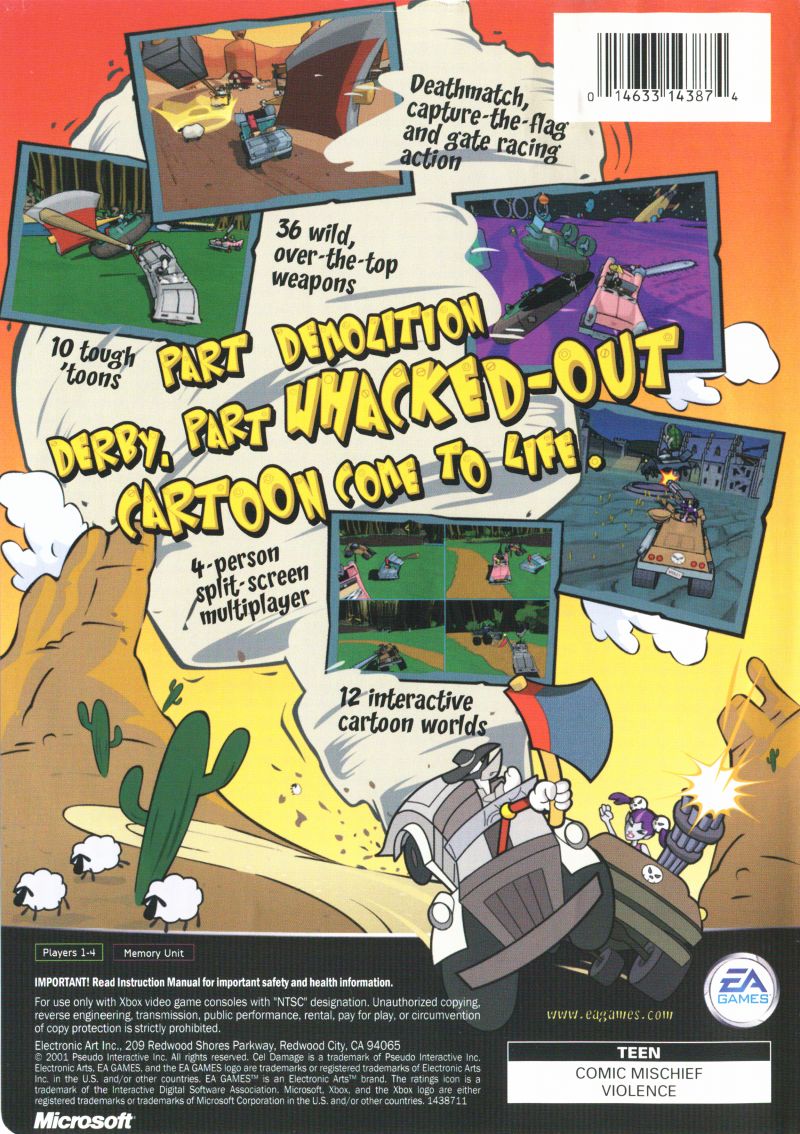 0 14633 14387 4
Deathmatch,
capture-the-flag
and gate racing
action
36 wild,
over-the-top
weapons
10 tough
'toons
PART DEMOLITION
DERBY, PART WHACKED-OUT
CARTOON COME TO LIFE.
4-person
split-screen
multiplayer
12 interactive
cartoon worlds
Players 1-4
Memory Unit
IMPORTANT! Read Instruction Manual for important safety and health information.
For use only with Xbox video game consoles with "NTSC" designation. Unauthorized copying,
reverse engineering, transmission, public performance, rental, pay for play, or circumvention
of copy protection is strictly prohibited.
Electronic Art Inc., 209 Redwood Shores Parkway, Redwood City, CA 94065
© 2001 Pseudo Interactive Inc. All rights reserved. Cel Damage is a trademark of Pseudo Interactive Inc.
Electronic Arts, EA GAMES, and the EA GAMES logo are trademarks or registered trademarks of Electronic Arts
Inc. in the U.S. and/or other countries. EA GAMES™ is an Electronic Arts™ brand. The ratings icon is a
trademark of the Interactive Digital Software Association. Microsoft, Xbox, and the Xbox logo are either
registered trademarks or trademarks of Microsoft Corporation in the U.S. and/or other countries. 1438711
Microsoft®
www.eagames.com
EA
GAMES™
TEEN
COMIC MISCHIEF
VIOLENCE